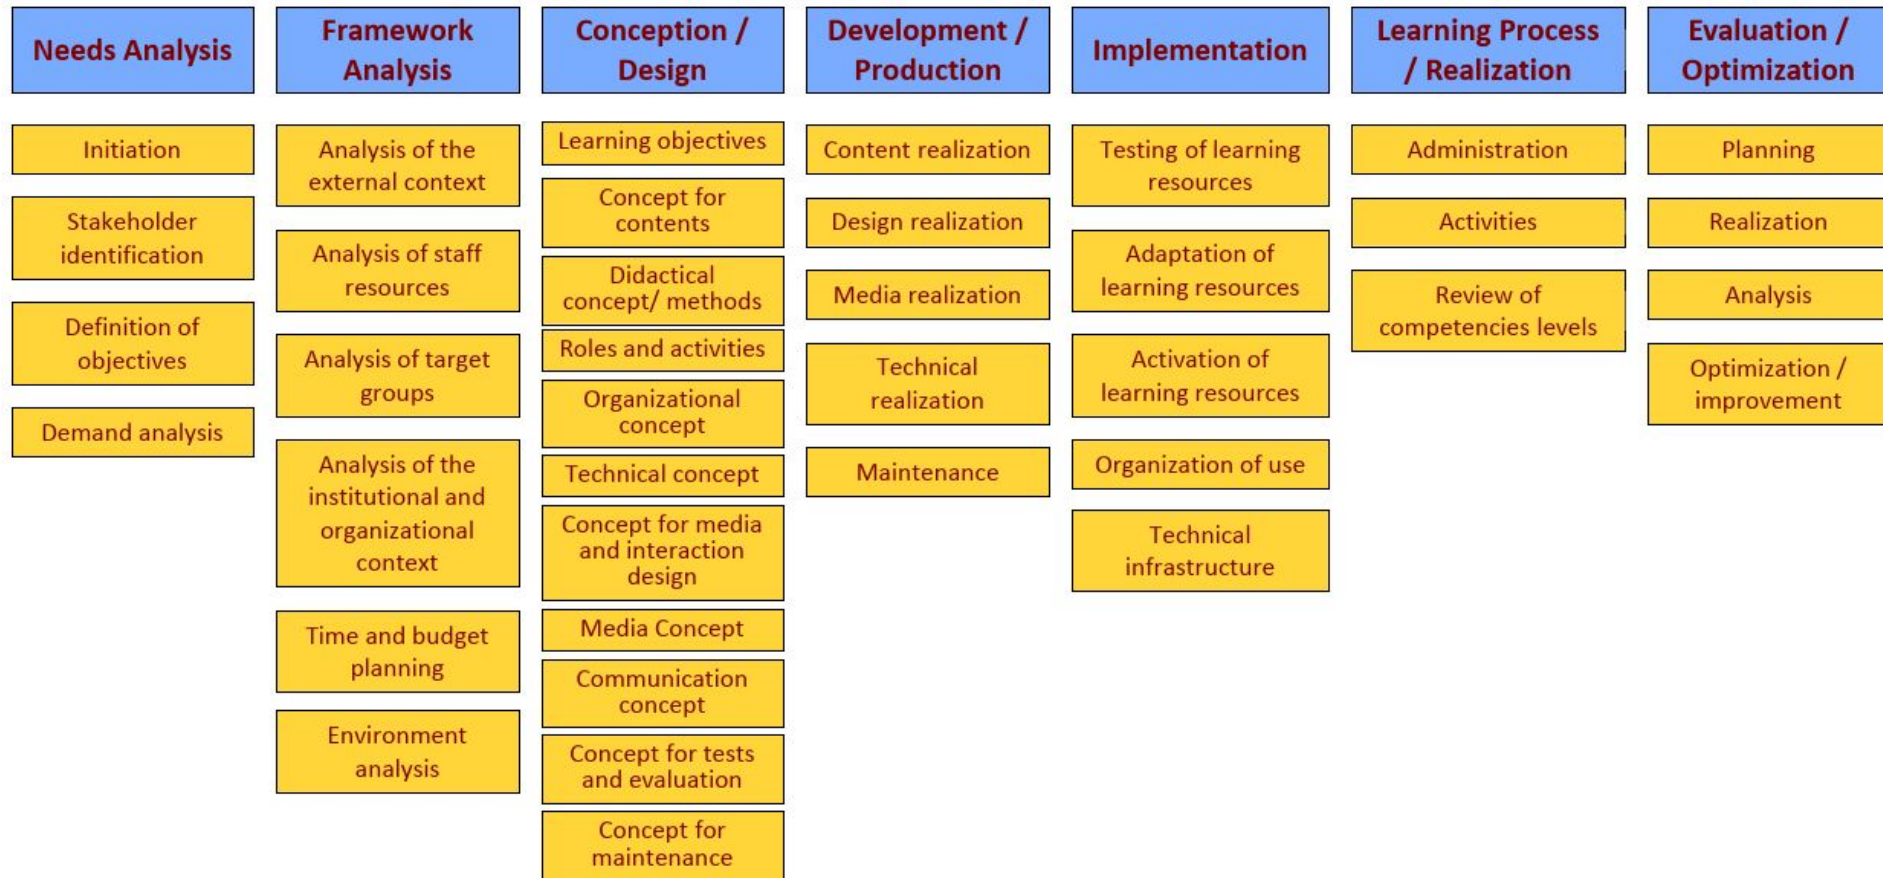 Needs Analysis
Initiation
Stakeholder
identification
Definition of
objectives
Demand analysis
Framework
Analysis
Analysis of the
external context
Analysis of staff
resources
Analysis of target
groups
Analysis of the
institutional and
organizational
context
Time and budget
planning
Environment
analysis
Conception /
Design
Learning objectives
Concept for
contents
Didactical
concept/ methods
Roles and activities
Organizational
concept
Technical concept
Concept for media
and interaction
design
Media Concept
Communication
concept
Concept for tests
and evaluation
Concept for
maintenance
Development /
Production
Content realization
Design realization
Media realization
Technical
realization
Maintenance
Implementation
Testing of learning
resources
Adaptation of
learning resources
Activation of
learning resources
Organization of use
Technical
infrastructure
Learning Process
/ Realization
Administration
Activities
Review of
competencies levels
Evaluation /
Optimization
Planning
Realization
Analysis
Optimization /
improvement